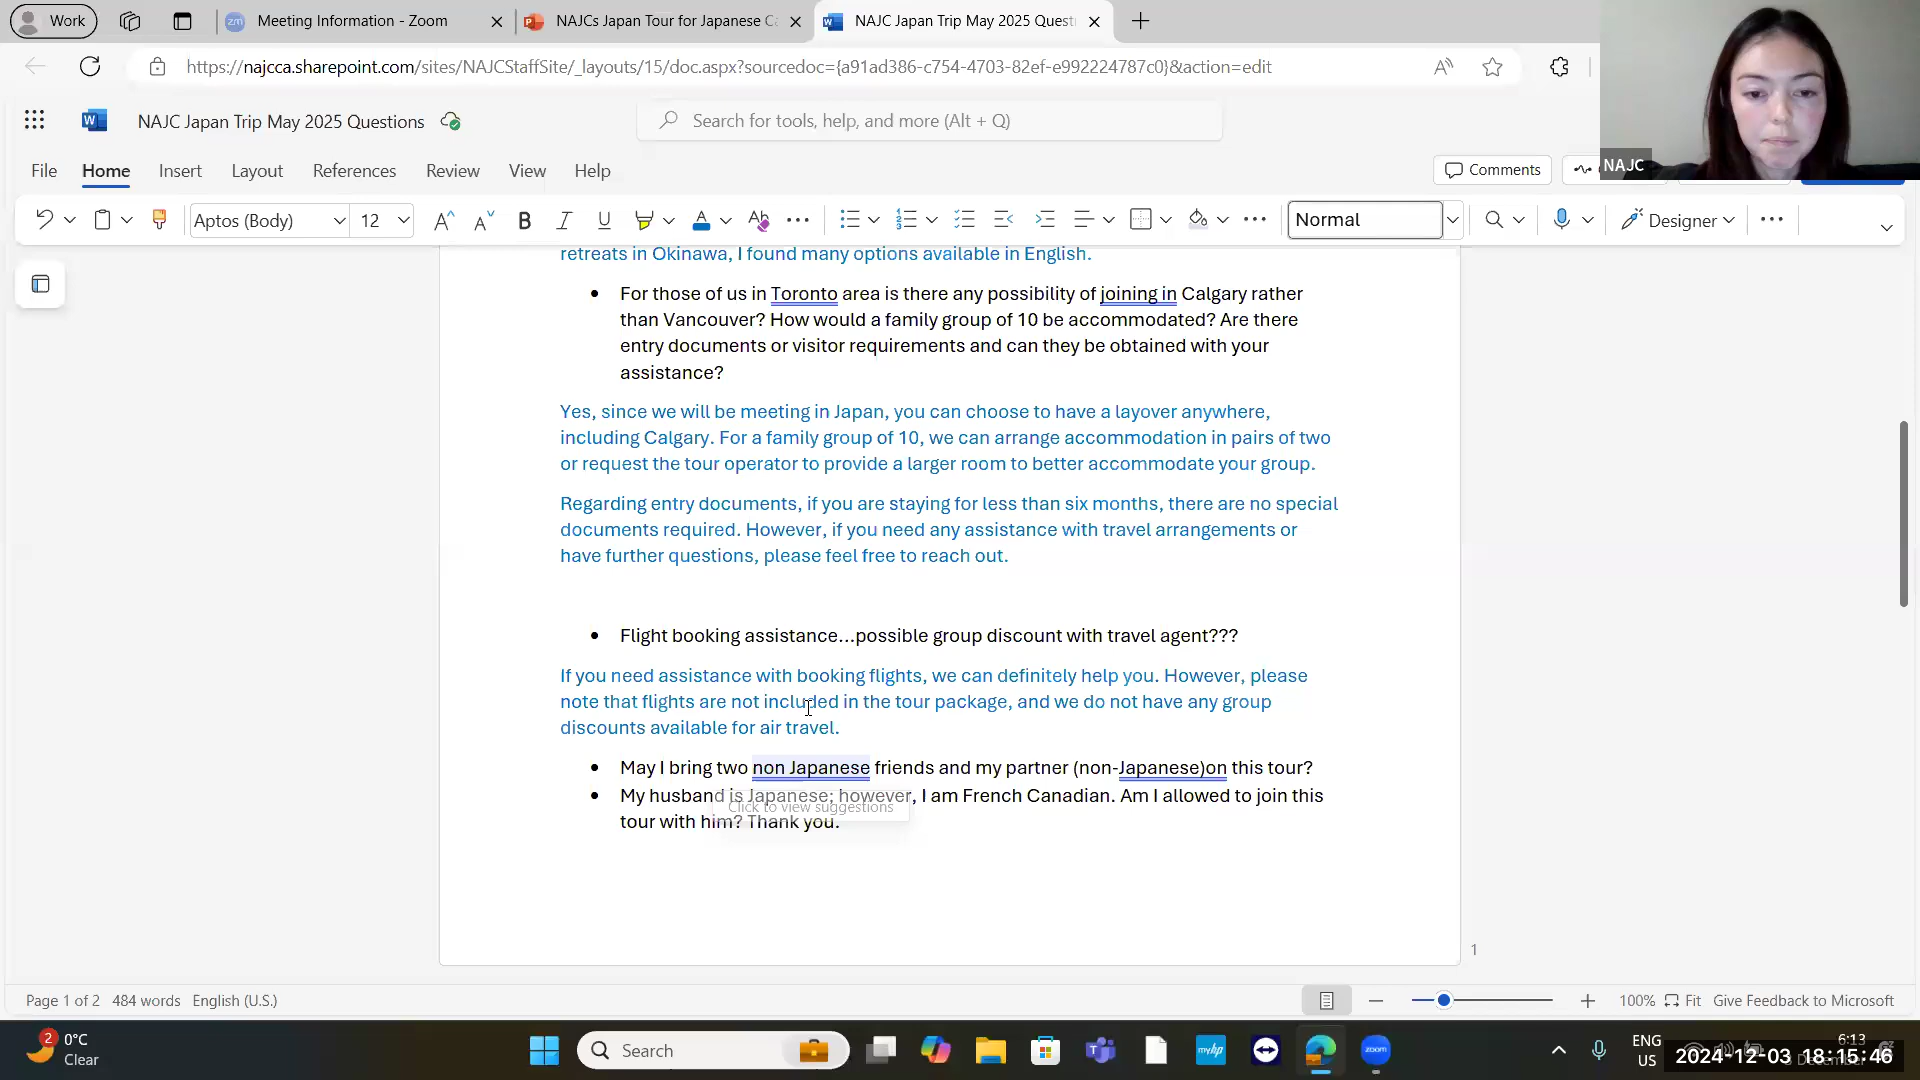 Work
Meeting Information - Zoom
NAJCs Japan Tour for Japanese C
NAJC Japan Trip May 2025 Questi
https://najcca.sharepoint.com/sites/NAJCStaffSite/_layouts/15/doc.aspx?sourcedoc={a91ad386-c754-4703-82ef-e992224787c0}&action=edit
NAJC Japan Trip May 2025 Questions
Search for tools, help, and more (Alt + Q)
File Home Insert Layout References Review View Help
Comments
NAJC
Aptos (Body) 12
Normal
Designer
retreats in Okinawa, I found many options available in English.
• For those of us in Toronto area is there any possibility of joining in Calgary rather
than Vancouver? How would a family group of 10 be accommodated? Are there
entry documents or visitor requirements and can they be obtained with your
assistance?
Yes, since we will be meeting in Japan, you can choose to have a layover anywhere,
including Calgary. For a family group of 10, we can arrange accommodation in pairs of two
or request the tour operator to provide a larger room to better accommodate your group.
Regarding entry documents, if you are staying for less than six months, there are no special
documents required. However, if you need any assistance with travel arrangements or
have further questions, please feel free to reach out.
• Flight booking assistance...possible group discount with travel agent???
If you need assistance with booking flights, we can definitely help you. However, please
note that flights are not included in the tour package, and we do not have any group
discounts available for air travel.
• May I bring two non Japanese friends and my partner (non-Japanese)on this tour?
• My husband is Japanese; however, I am French Canadian. Am I allowed to join this
Click to view suggestions
tour with him? Thank you.
1
Page 1 of 2 484 words English (U.S.)
100% Fit Give Feedback to Microsoft
2
0°C
Clear
Search
myhp
zoom
ENG
US
6:13
2024-12-03 18:15:46